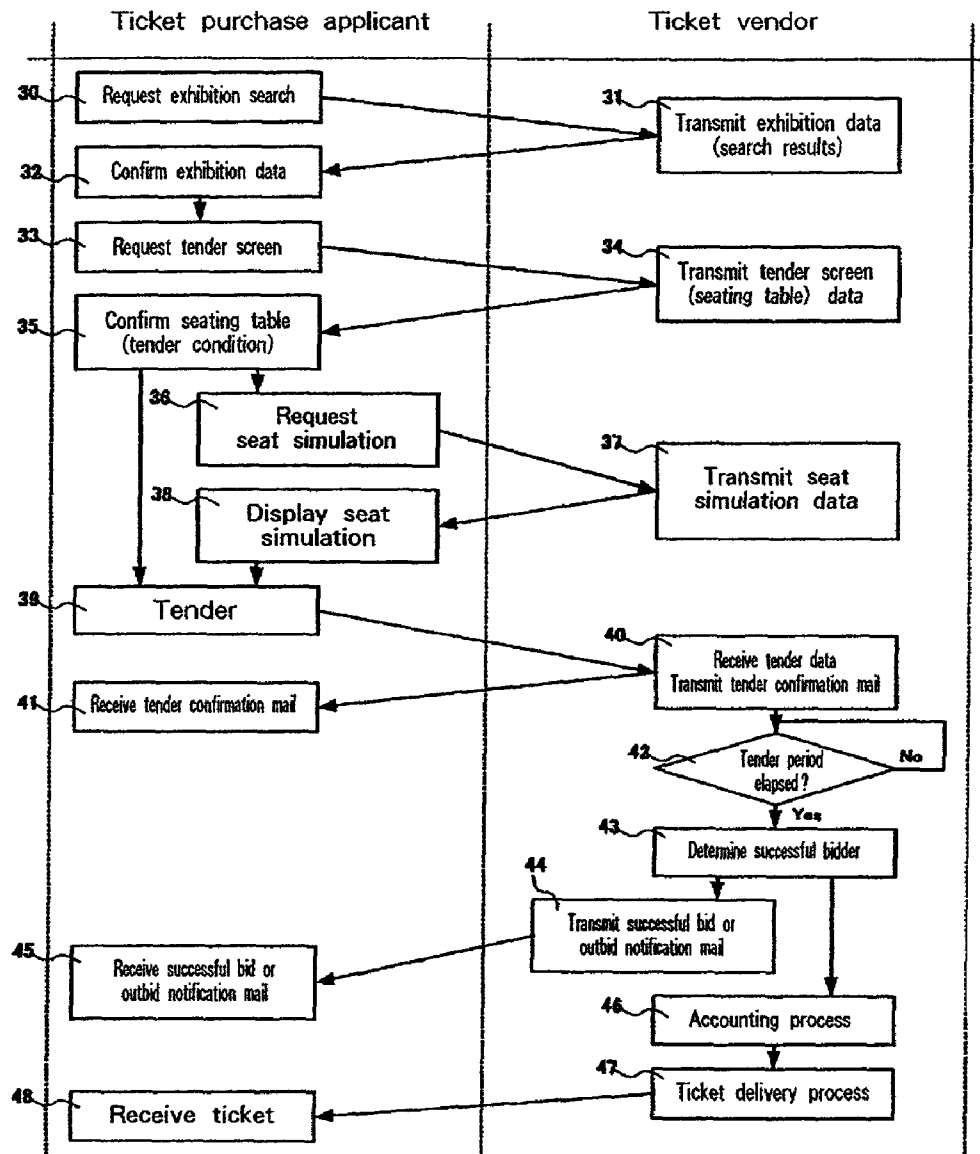 Ticket purchase applicant
Ticket vendor
30
Request exhibition search
31
Transmit exhibition data
(search results)
32
Confirm exhibition data
33
Request tender screen
34
Transmit tender screen
(seating table) data
35
Confirm seating table
(tender condition)
36
Request
seat simulation
37
Transmit seat
simulation data
38
Display seat
simulation
39
Tender
40
Receive tender data
Transmit tender confirmation mail
41
Receive tender confirmation mail
42
Tender period
elapsed?
No
Yes
43
Determine successful bidder
44
Transmit successful bid or
outbid notification mail
45
Receive successful bid or
outbid notification mail
46
Accounting process
47
Ticket delivery process
48
Receive ticket